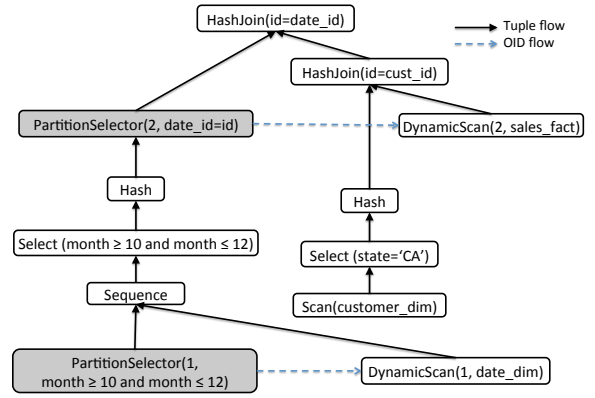 HashJoin(id=date_id)
Tuple flow
OID flow
HashJoin(id=cust_id)
PartitionSelector(2, date_id=id)
DynamicScan(2, sales_fact)
Hash
Hash
Select (month ≥ 10 and month ≤ 12)
Select (state=‘CA’)
Sequence
Scan(customer_dim)
PartitionSelector(1,
month ≥ 10 and month ≤ 12)
DynamicScan(1, date_dim)